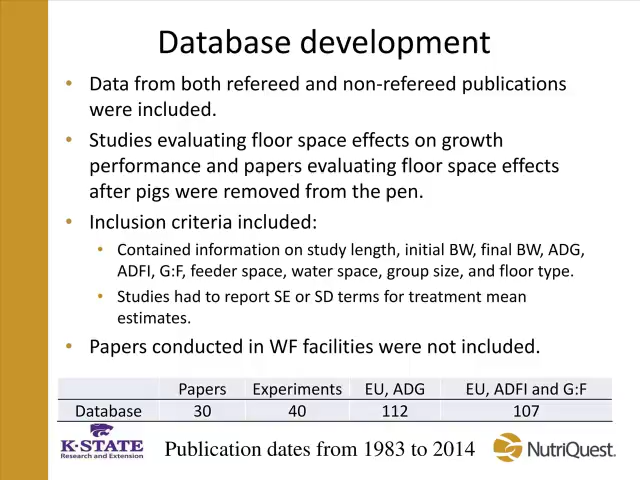 Database development
• Data from both refereed and non-refereed publications
were included.
• Studies evaluating floor space effects on growth
performance and papers evaluating floor space effects
after pigs were removed from the pen.
• Inclusion criteria included:
• Contained information on study length, initial BW, final BW, ADG,
ADFI, G:F, feeder space, water space, group size, and floor type.
• Studies had to report SE or SD terms for treatment mean
estimates.
• Papers conducted in WF facilities were not included.
Papers Experiments EU, ADG EU, ADFI and G:F
Database 30 40 112 107
K-STATE
Research and Extension
Publication dates from 1983 to 2014
NutriQuest.